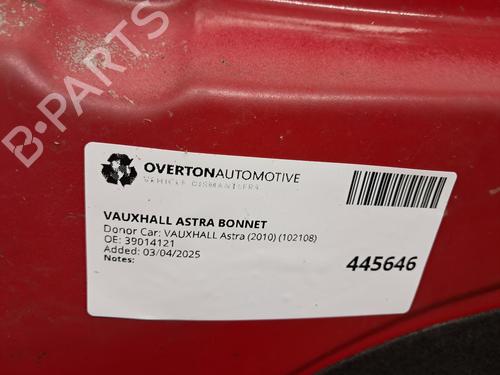 B-PARTS
OVERTONAUTOMOTIVE
VEHICLE DISMANTLERS
VAUXHALL ASTRA BONNET
Donor Car: VAUXHALL Astra (2010) (102108)
OE: 39014121
Added: 03/04/2025
Notes:
445646